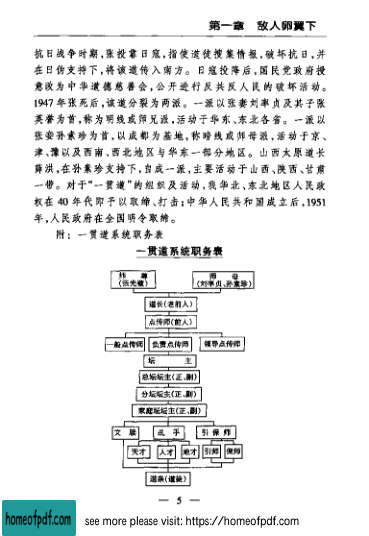 第一章　敌人卵翼下
抗日战争时期，张投靠日寇，指使道徒搜集情报，破坏抗日，并
在日伪支持下，将该道传入南方。日寇投降后，国民党政府授
意改为中华道德慈善会，公开进行反共反人民的破坏活动。
1947年张死后，该道分裂为两派。一派以张妻刘率贞及其子张
英誉为首，称为明线或师兄派，活动于华东、东北各省。一派以
张妾孙素珍为首，以成都为基地，称暗线或师母派，活动于京、
津、豫以及西南、西北地区与华东一部分地区。山西太原道长
薛洪，在孙素珍支持下，自成一派，主要活动于山西、陕西、甘肃
一带。对于“一贯道”的组织及活动，我华北、东北地区人民政
权在40年代即予以取缔、打击；中华人民共和国成立后，1951
年，人民政府在全国明令取缔。
附：一贯道系统职务表
一贯道系统职务表
师尊
（张光璧）
师母
（刘率贞、孙素珍）
道长（老前人）
点传师（前人）
一般点传师
负责点传师
领导点传师
坛主
总坛坛主（正、副）
分坛坛主（正、副）
家庭坛主（正、副）
文牍
乩手
引保师
天才
人才
地才
引师
保师
道亲（道徒）
— 5 —
homeofpdf.com
see more please visit: https://homeofpdf.com